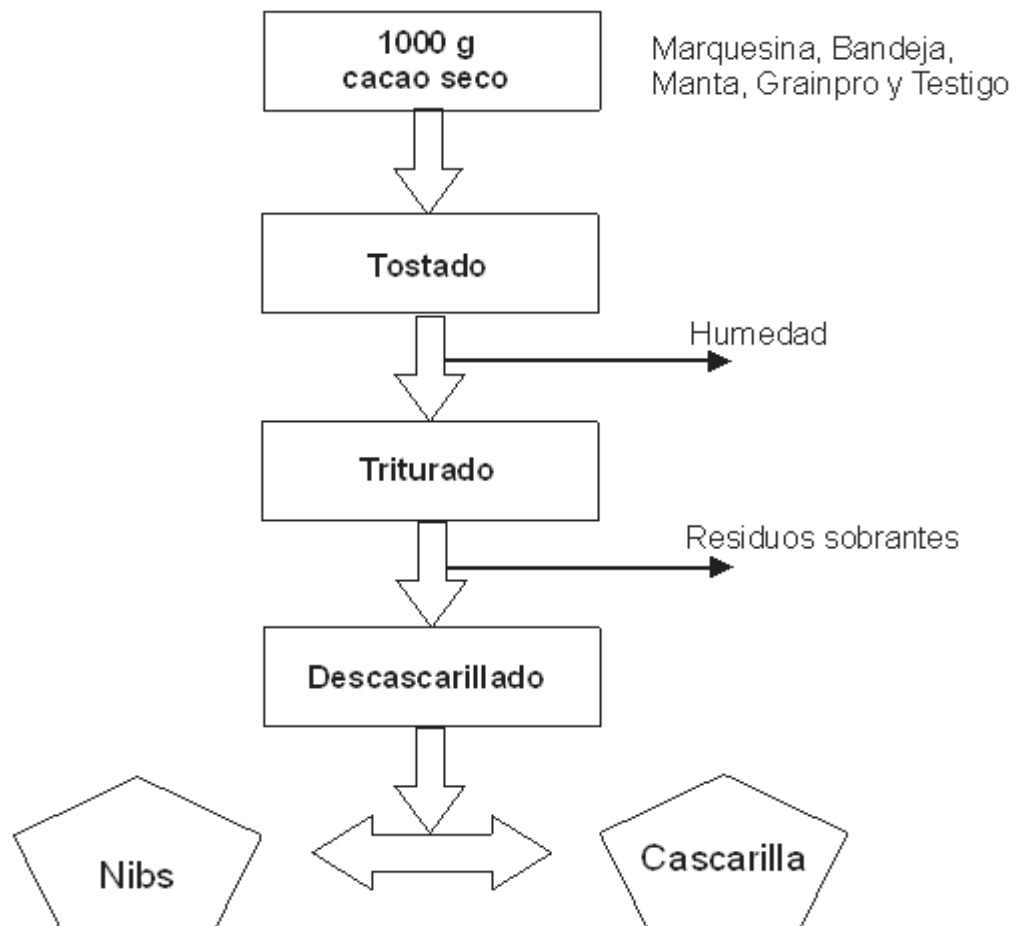 1000 g
cacao seco
Marquesina, Bandeja,
Manta, Grainpro y Testigo
Tostado
Humedad
Triturado
Residuos sobrantes
Descascarillado
Nibs
Cascarilla